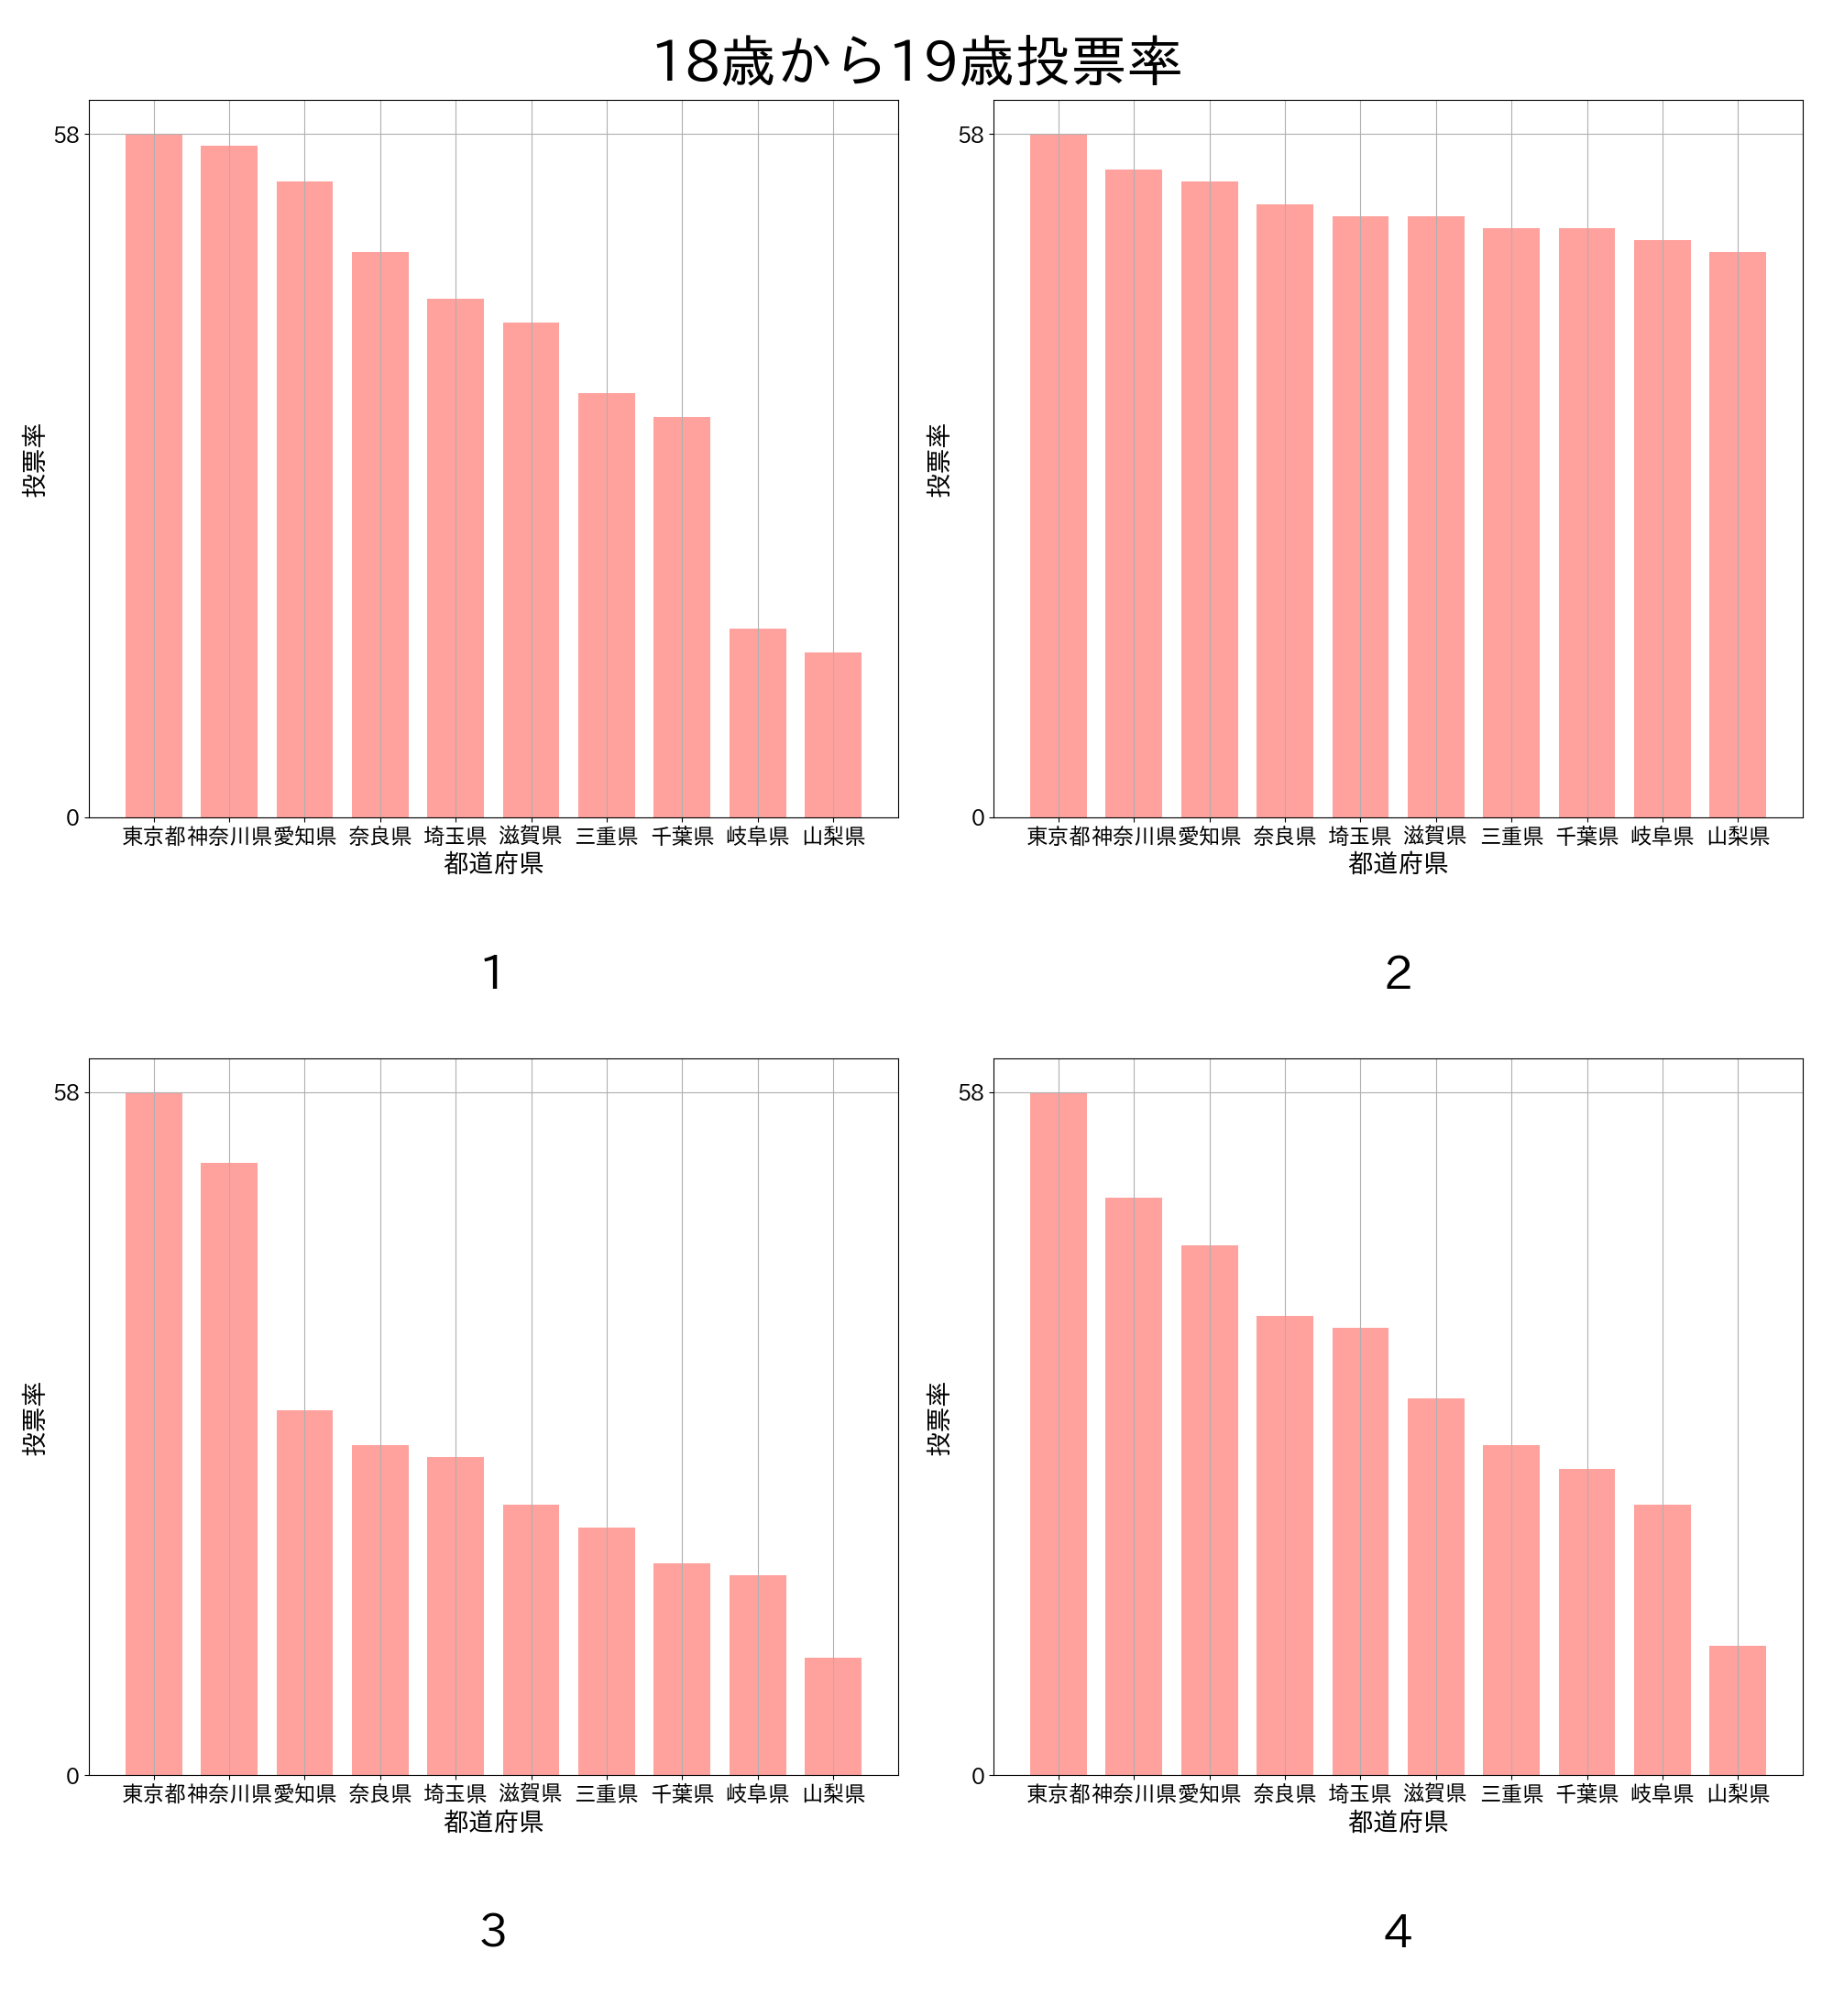 18歳から19歳投票率
58
0
投票率
東京都 神奈川県 愛知県 奈良県 埼玉県 滋賀県 三重県 千葉県 岐阜県 山梨県
都道府県
1
58
0
投票率
東京都 神奈川県 愛知県 奈良県 埼玉県 滋賀県 三重県 千葉県 岐阜県 山梨県
都道府県
2
58
0
投票率
東京都 神奈川県 愛知県 奈良県 埼玉県 滋賀県 三重県 千葉県 岐阜県 山梨県
都道府県
3
58
0
投票率
東京都 神奈川県 愛知県 奈良県 埼玉県 滋賀県 三重県 千葉県 岐阜県 山梨県
都道府県
4